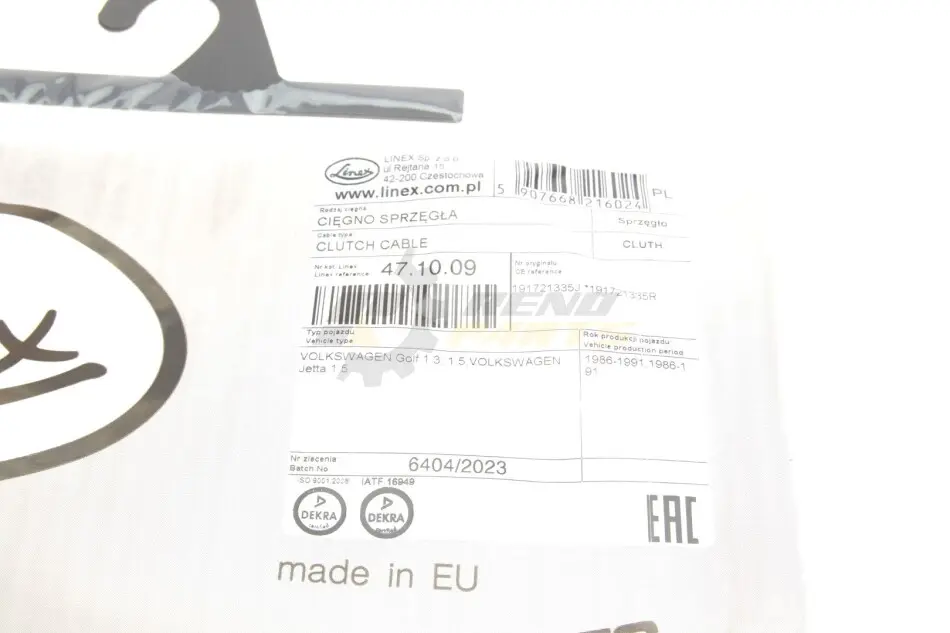 Linex
LINEX Sp. z o.o.
ul Rejtana 15
42-200 Częstochowa
www.linex.com.pl
5 907668 216024
PL
Rodzaj cięgna
CIĘGNO SPRZĘGŁA
Sprzęgło
Cable type
CLUTCH CABLE
CLUTH
Nr kat. Linex
Linex reference
47.10.09
Nr oryginału
OE reference
191721335J *191721335R
RENO
PARTS
Typ pojazdu
Vehicle type
Rok produkcji pojazdu
Vehicle production period
VOLKSWAGEN Golf 1.3, 1.5 VOLKSWAGEN
Jetta 1.5
1986-1991, 1986-1
91
Nr zlecenia
Batch No
6404/2023
ISO 9001:2008
IATF 16949
DEKRA
DEKRA
EAC
made in EU